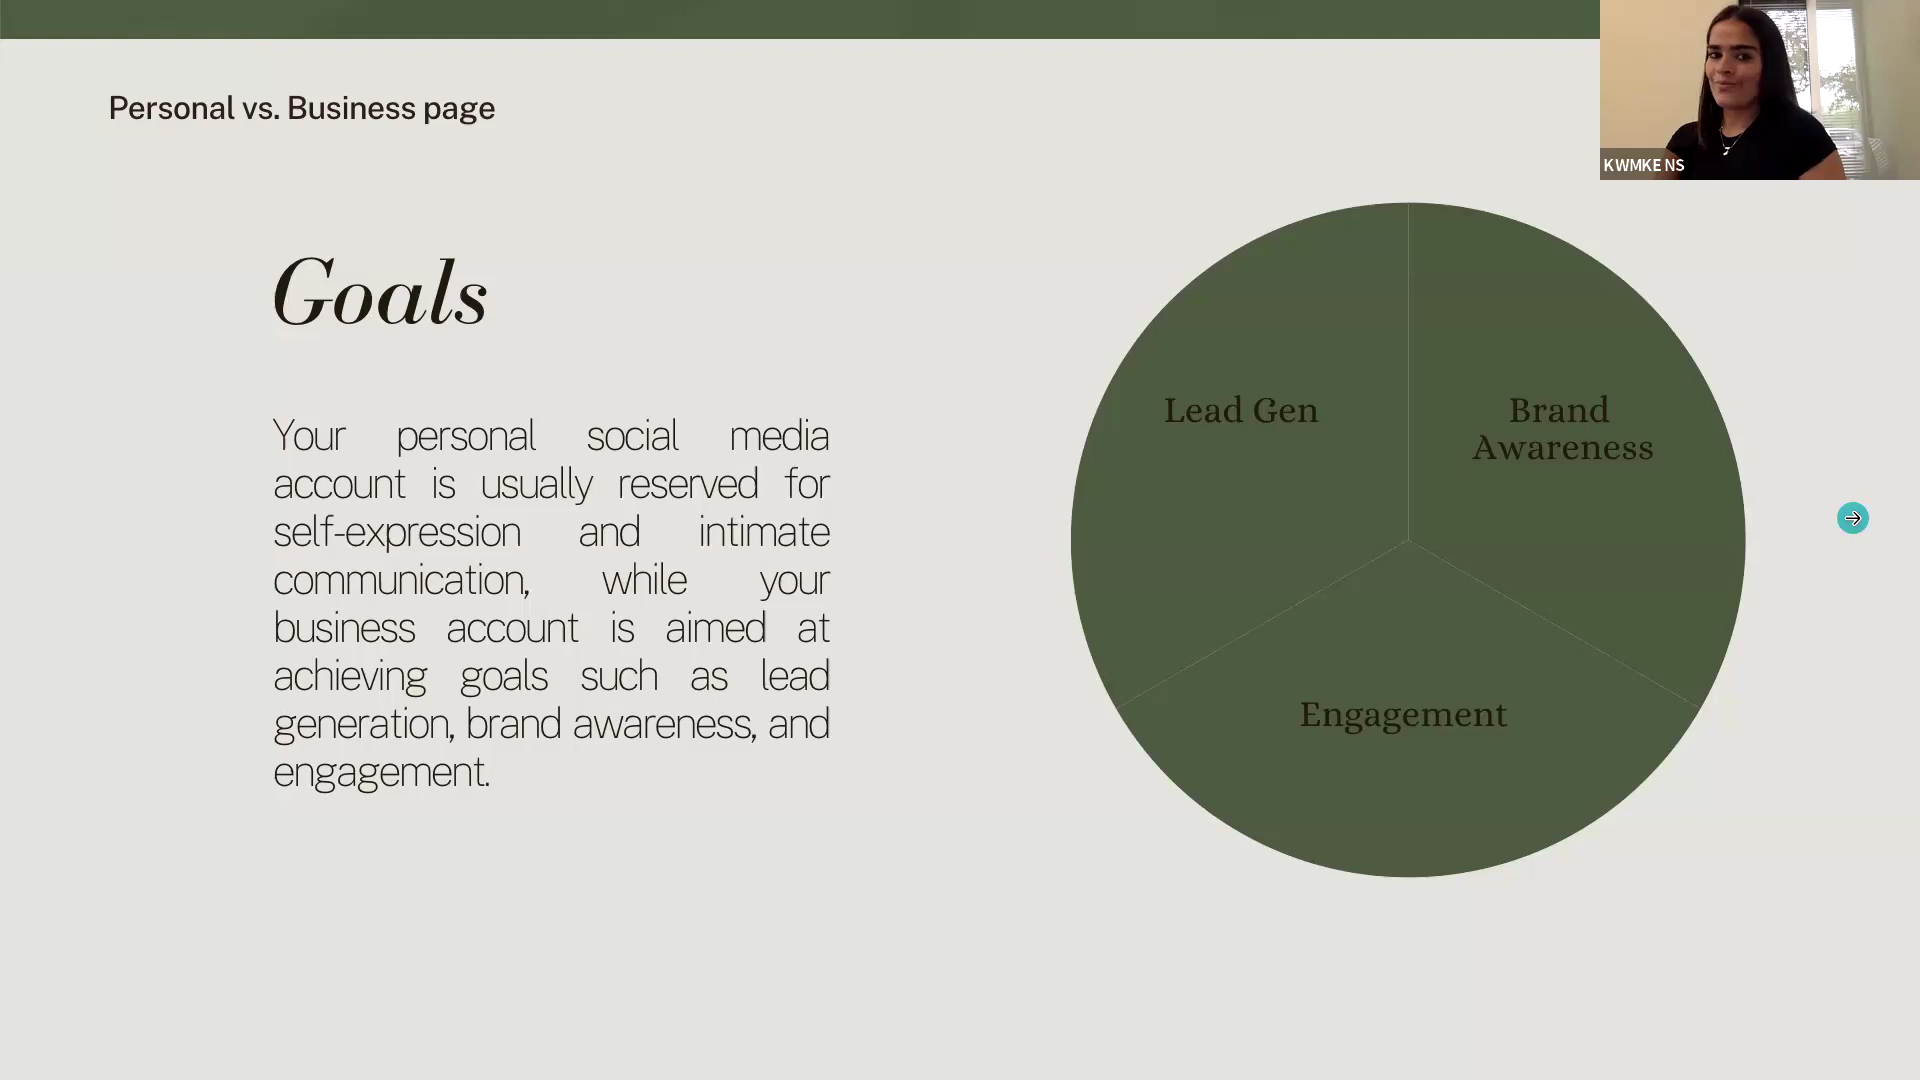 Personal vs. Business page
KWMKE NS
Goals
Your personal social media
account is usually reserved for
self-expression and intimate
communication, while your
business account is aimed at
achieving goals such as lead
generation, brand awareness, and
engagement.
Lead Gen
Brand
Awareness
Engagement